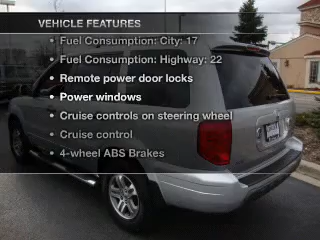 VEHICLE FEATURES
• Fuel Consumption: City: 17
• Fuel Consumption: Highway: 22
• Remote power door locks
• Power windows
• Cruise controls on steering wheel
• Cruise control
• 4-wheel ABS Brakes